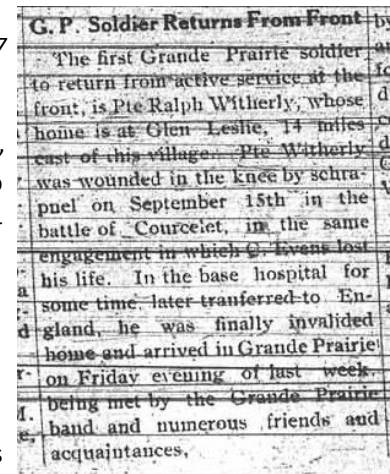 G. P. Soldier Returns From Front
The first Grande Prairie soldier
to return from active service at the
front, is Pte Ralph Witherly, whose
home is at Glen Leslie, 14 miles
east of this village. Pte Witherly
was wounded in the knee by schra-
pnel on September 15th in the
battle of Courcelet, in the same
engagement in which C. Evens lost
his life. In the base hospital for
some time, later tranferred to En-
gland, he was finally invalided
home and arrived in Grande Prairie
on Friday evening of last week,
being met by the Grande Prairie
band and numerous friends and
acquaintances,